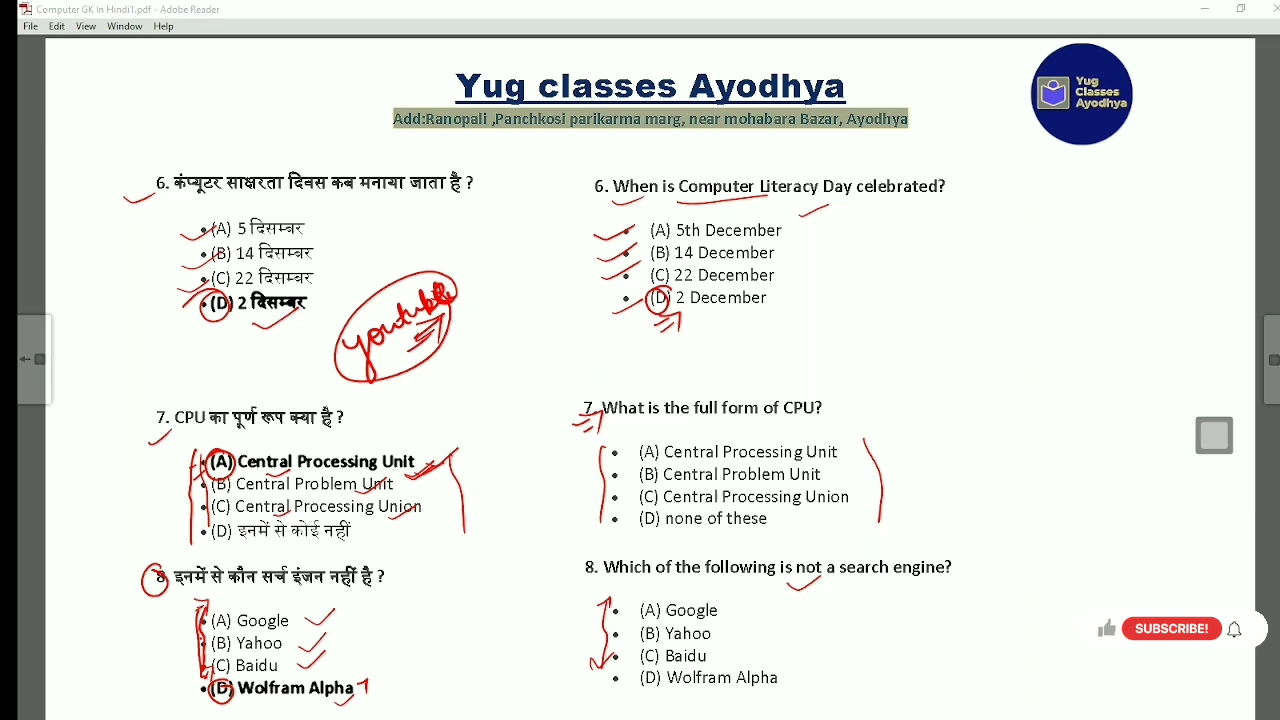 Computer GK In Hindi1.pdf - Adobe Reader
File Edit View Window Help
Yug classes Ayodhya
Add:Ranopali ,Panchkosi parikarma marg, near mohabara Bazar, Ayodhya
Yug
Classes
Ayodhya
6. कंप्यूटर साक्षरता दिवस कब मनाया जाता है ?
(A) 5 दिसम्बर
(B) 14 दिसम्बर
(C) 22 दिसम्बर
(D) 2 दिसम्बर
youtube
7. CPU का पूर्ण रूप क्या है ?
(A) Central Processing Unit
(B) Central Problem Unit
(C) Central Processing Union
(D) इनमें से कोई नहीं
8. इनमें से कौन सर्च इंजन नहीं है ?
(A) Google
(B) Yahoo
(C) Baidu
(D) Wolfram Alpha
6. When is Computer Literacy Day celebrated?
(A) 5th December
(B) 14 December
(C) 22 December
(D) 2 December
7. What is the full form of CPU?
(A) Central Processing Unit
(B) Central Problem Unit
(C) Central Processing Union
(D) none of these
8. Which of the following is not a search engine?
(A) Google
(B) Yahoo
(C) Baidu
(D) Wolfram Alpha
SUBSCRIBE!